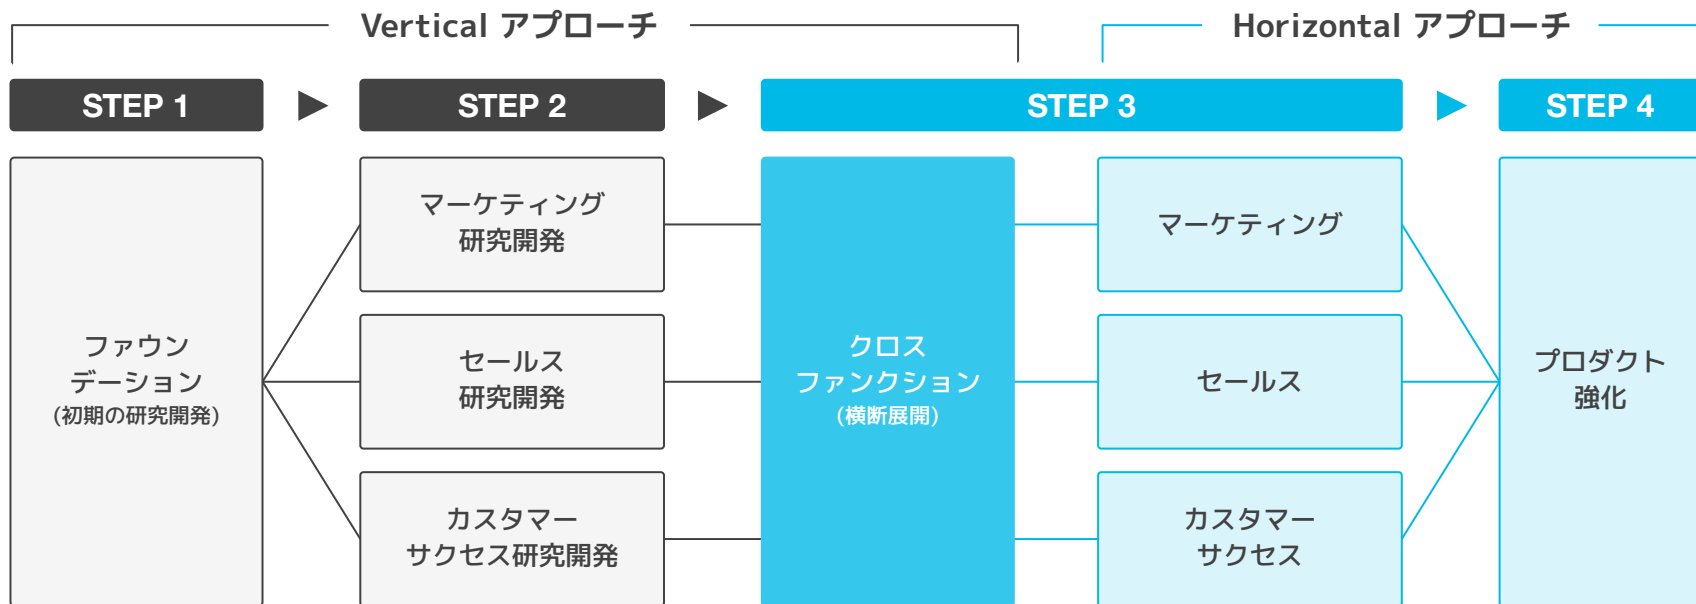 Vertical アプローチ
Horizontal アプローチ
STEP 1
STEP 2
STEP 3
STEP 4
ファウン
デーション
(初期の研究開発)
マーケティング
研究開発
セールス
研究開発
カスタマー
サクセス研究開発
クロス
ファンクション
(横断展開)
マーケティング
セールス
カスタマー
サクセス
プロダクト
強化